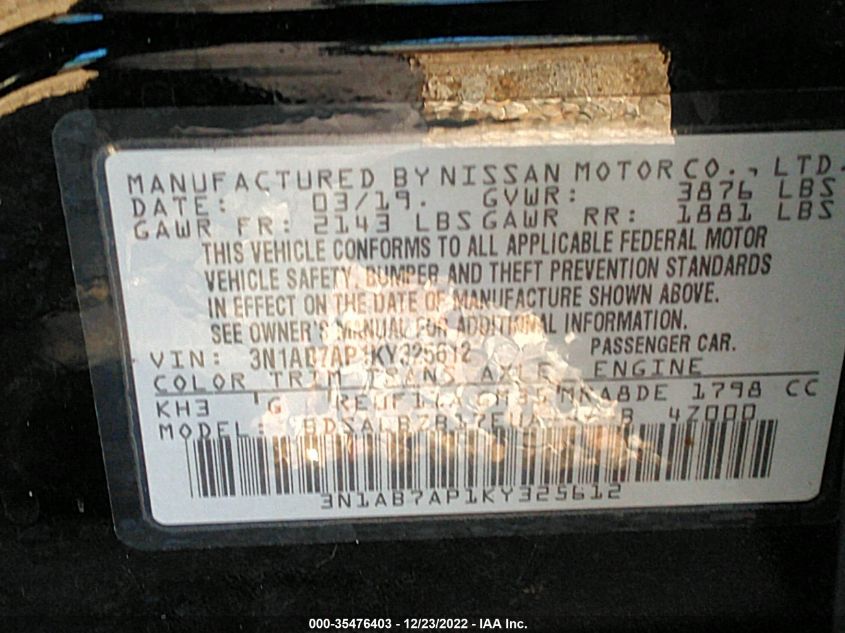 MANUFACTURED BY NISSAN MOTOR CO., LTD.
DATE: 03/19. GVWR: 3876 LBS
GAWR FR: 2143 LBS GAWR RR: 1881 LBS
THIS VEHICLE CONFORMS TO ALL APPLICABLE FEDERAL MOTOR
VEHICLE SAFETY, BUMPER AND THEFT PREVENTION STANDARDS
IN EFFECT ON THE DATE OF MANUFACTURE SHOWN ABOVE.
SEE OWNER'S MANUAL FOR ADDITIONAL INFORMATION.
VIN: 3N1AB7AP1KY325612 PASSENGER CAR.
COLOR TRIM TRANS AXLE ENGINE
KH3 G MRA8DE 1798 CC
MODEL: 4Z000
3N1AB7AP1KY325612
000-35476403 - 12/23/2022 - IAA Inc.